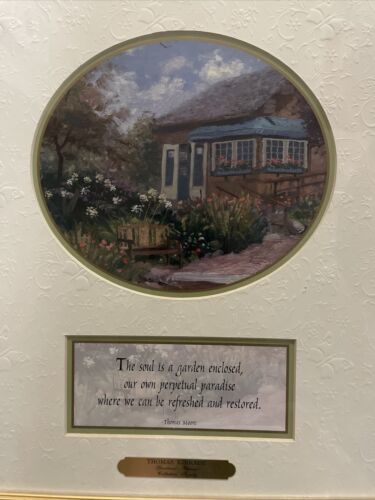 The soul is a garden enclosed,
our own perpetual paradise
where we can be refreshed and restored.
-Thomas Moore
THOMAS KINKADE